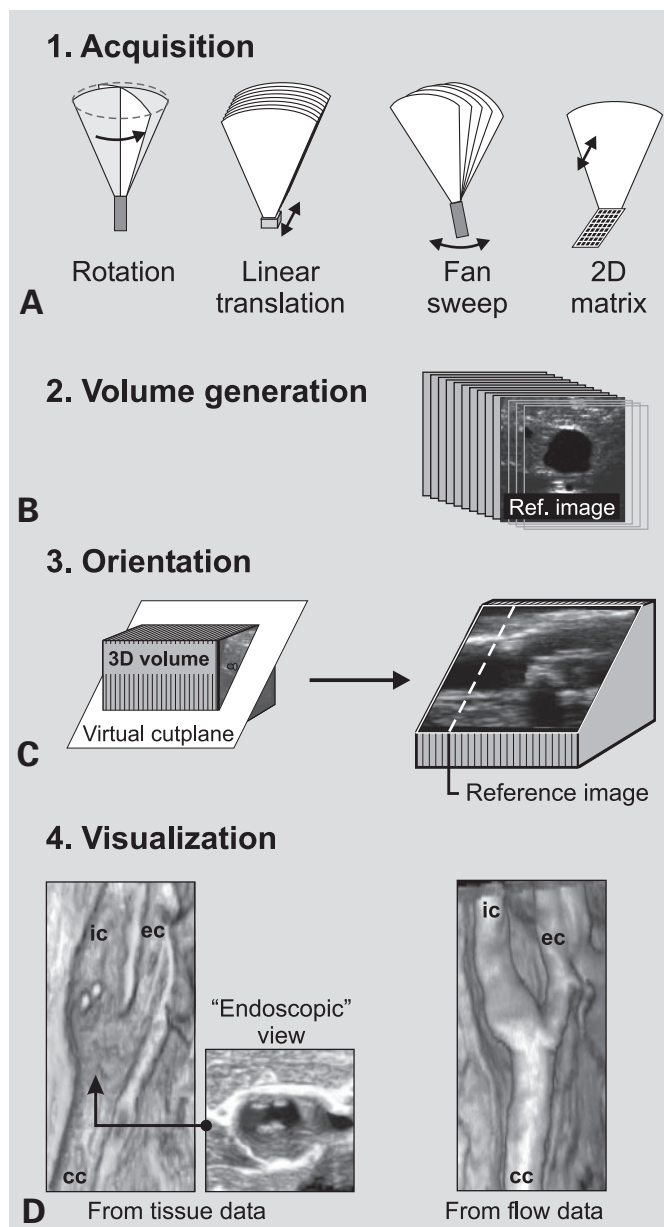 1. Acquisition
Rotation
Linear
translation
Fan
sweep
2D
matrix
A
2. Volume generation
Ref. image
B
3. Orientation
3D volume
Virtual cutplane
C
Reference image
4. Visualization
ic
ec
"Endoscopic"
view
cc
ic
ec
cc
D
From tissue data
From flow data